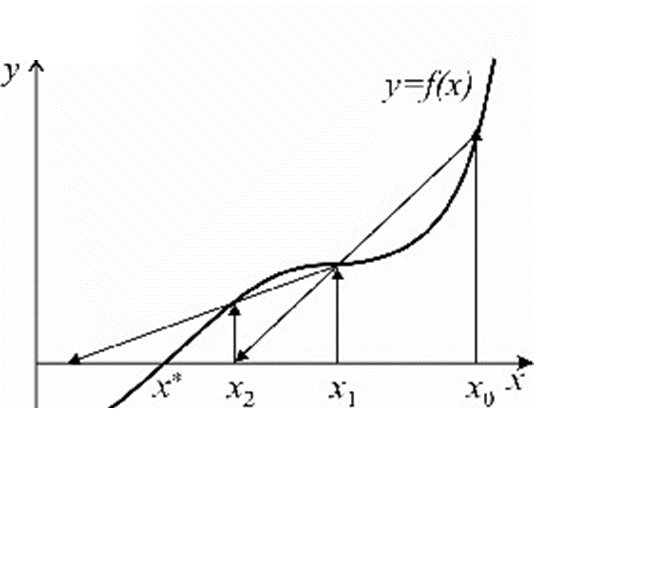 y
y=f(x)
x* x₂ x₁ x₀ x